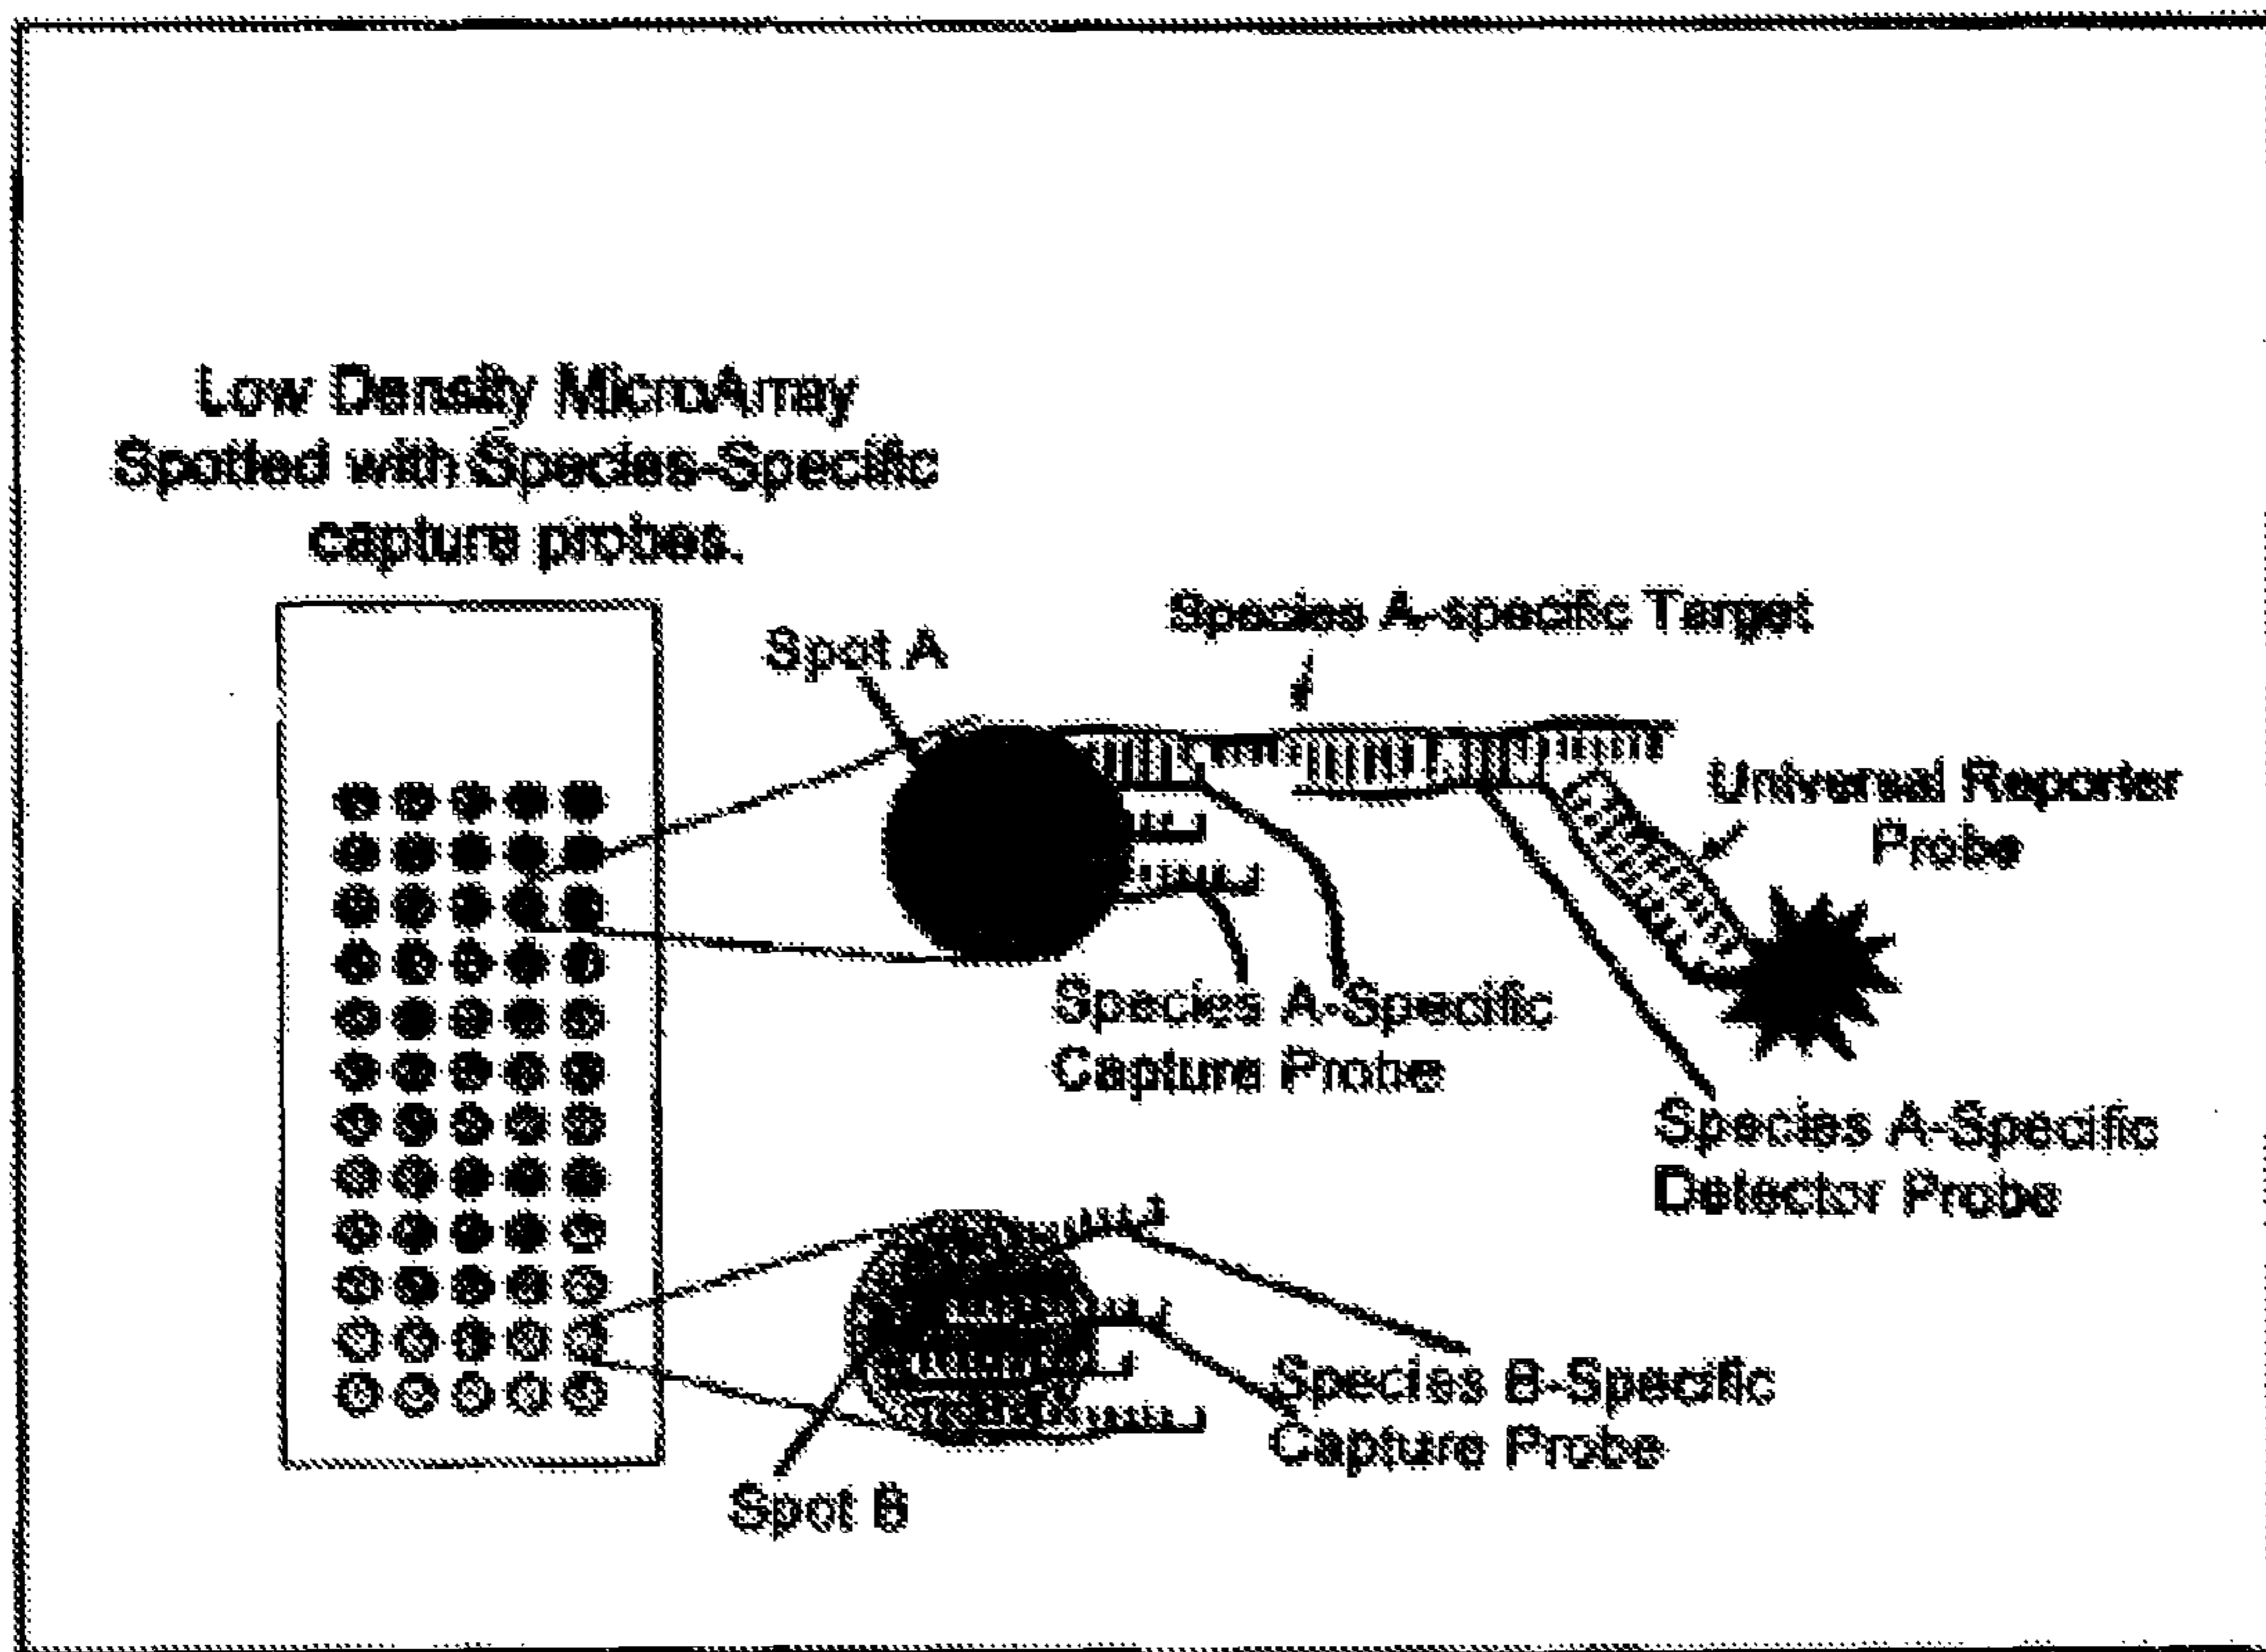 Low Density MicroArray
Spotted with Species-Specific
capture probes.
Species A-specific Target
Spot A
Universal Reporter
Probe
Species A-Specific
Capture Probe
Species A-Specific
Detector Probe
Species B-Specific
Capture Probe
Spot B